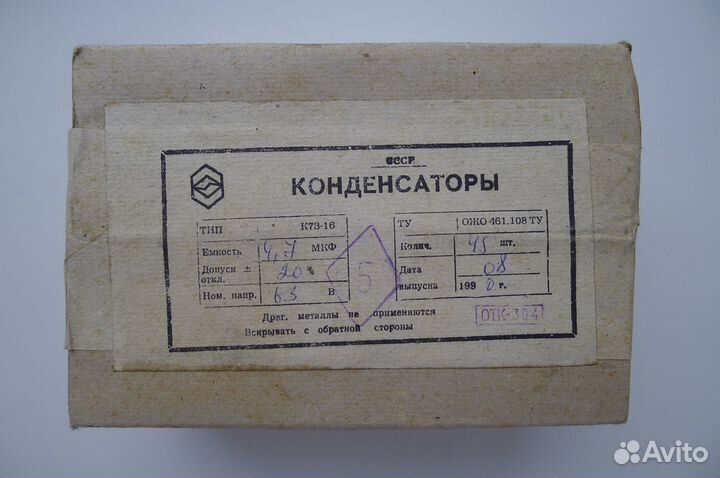 СССР
КОНДЕНСАТОРЫ
ТИП К73-16
Емкость 4,7 МКФ
Допуск ± откл. 20 %
Ном. напр. 63 В
5
ТУ ОЖО 461.108 ТУ
Колич. 45 шт.
Дата 08
выпуска 1990 г.
Драг. металлы не применяются
Вскрывать с обратной стороны
ОТК-304
Avito